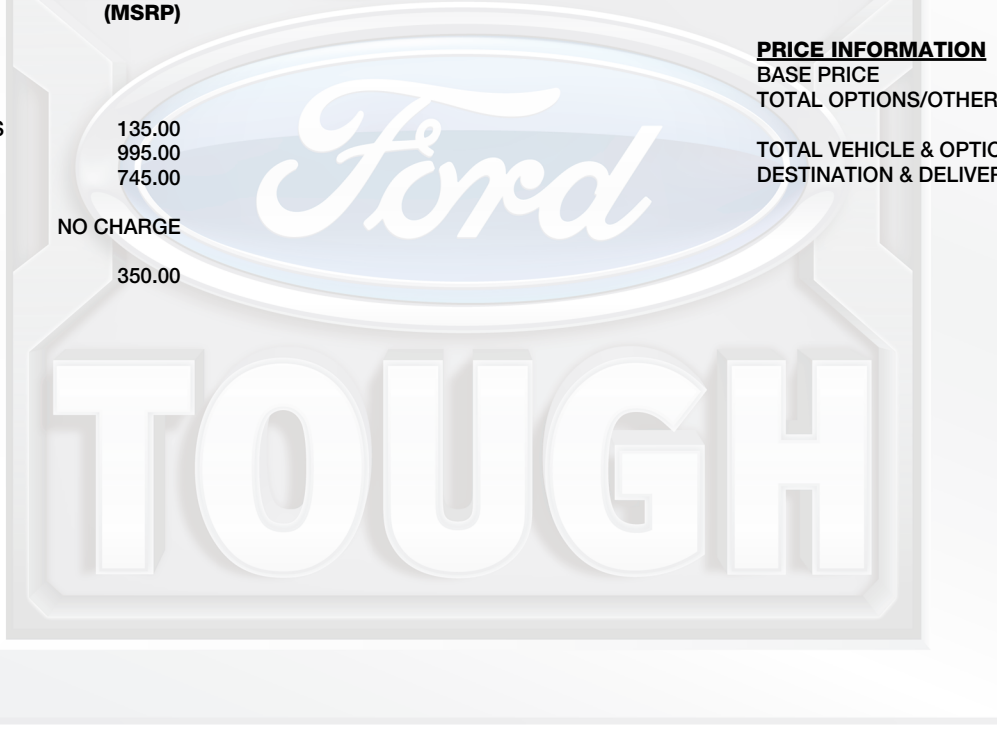 (MSRP)
135.00
995.00
745.00
NO CHARGE
350.00
PRICE INFORMATION
BASE PRICE
TOTAL OPTIONS/OTHER
TOTAL VEHICLE & OPTIO
DESTINATION & DELIVER
Ford
TOUGH